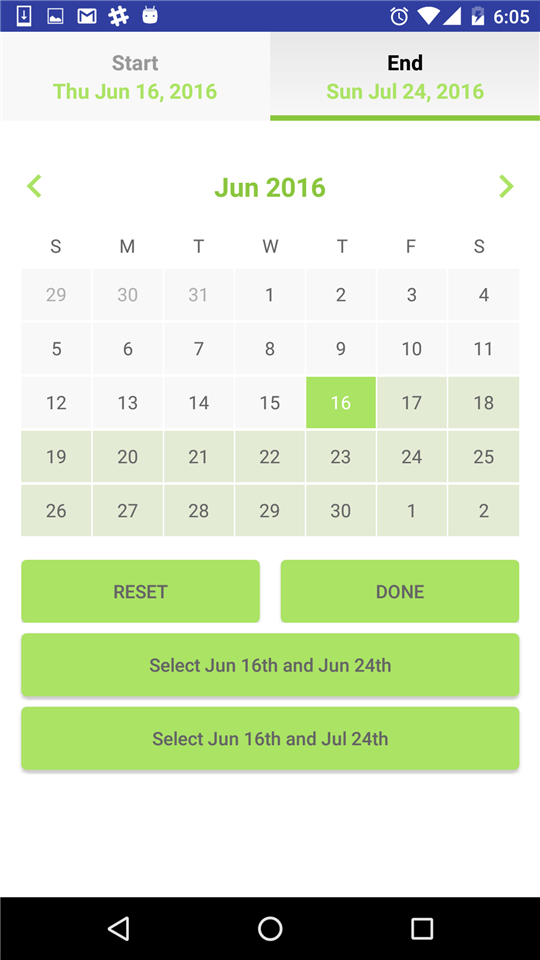 6:05
Start End
Thu Jun 16, 2016 Sun Jul 24, 2016
Jun 2016
S M T W T F S
29 30 31 1 2 3 4
5 6 7 8 9 10 11
12 13 14 15 16 17 18
19 20 21 22 23 24 25
26 27 28 29 30 1 2
RESET DONE
Select Jun 16th and Jun 24th
Select Jun 16th and Jul 24th